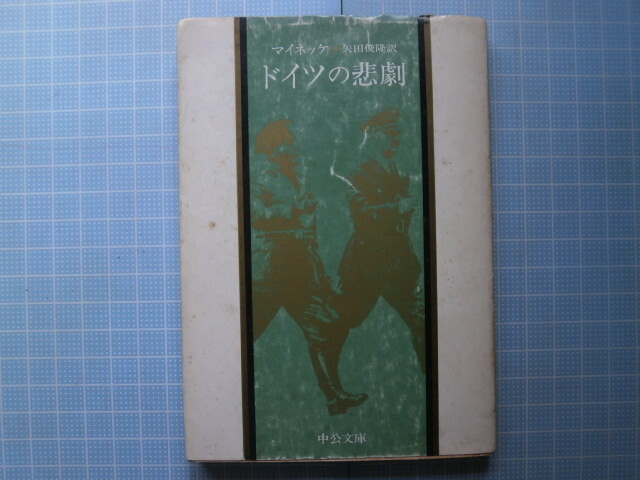 マイネッケ 矢田俊隆訳
ドイツの悲劇
中公文庫